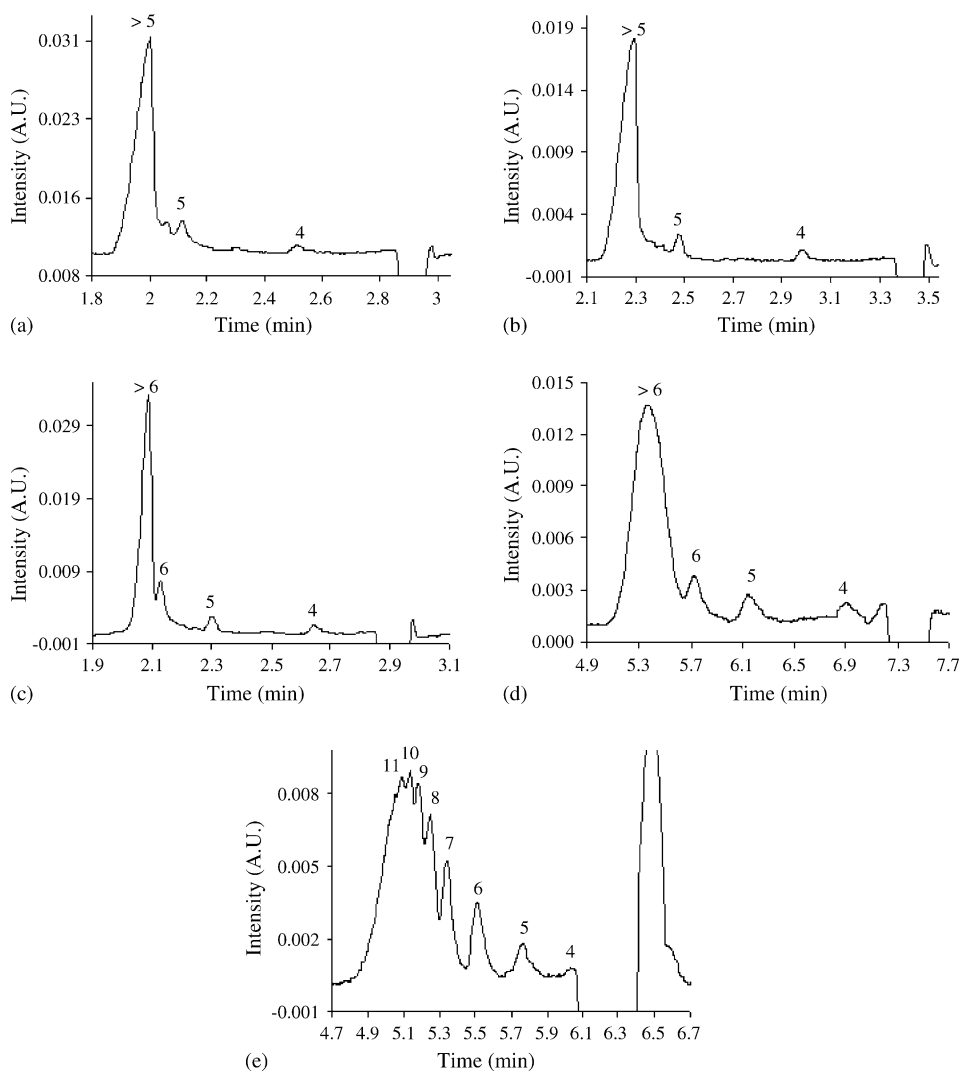 > 5
0.031
0.023
0.016
0.008
5
4
1.8 2 2.2 2.4 2.6 2.8 3
Intensity (A.U.)
Time (min)
(a)
> 5
0.019
0.014
0.009
0.004
-0.001
5
4
2.1 2.3 2.5 2.7 2.9 3.1 3.3 3.5
Intensity (A.U.)
Time (min)
(b)
> 6
0.029
0.019
0.009
-0.001
6
5
4
1.9 2.1 2.3 2.5 2.7 2.9 3.1
Intensity (A.U.)
Time (min)
(c)
> 6
0.015
0.012
0.009
0.006
0.003
0.000
6
5
4
4.9 5.3 5.7 6.1 6.5 6.9 7.3 7.7
Intensity (A.U.)
Time (min)
(d)
11 10 9 8 7 6 5 4
0.008
0.005
0.002
-0.001
4.7 4.9 5.1 5.3 5.5 5.7 5.9 6.1 6.3 6.5 6.7
Intensity (A.U.)
Time (min)
(e)